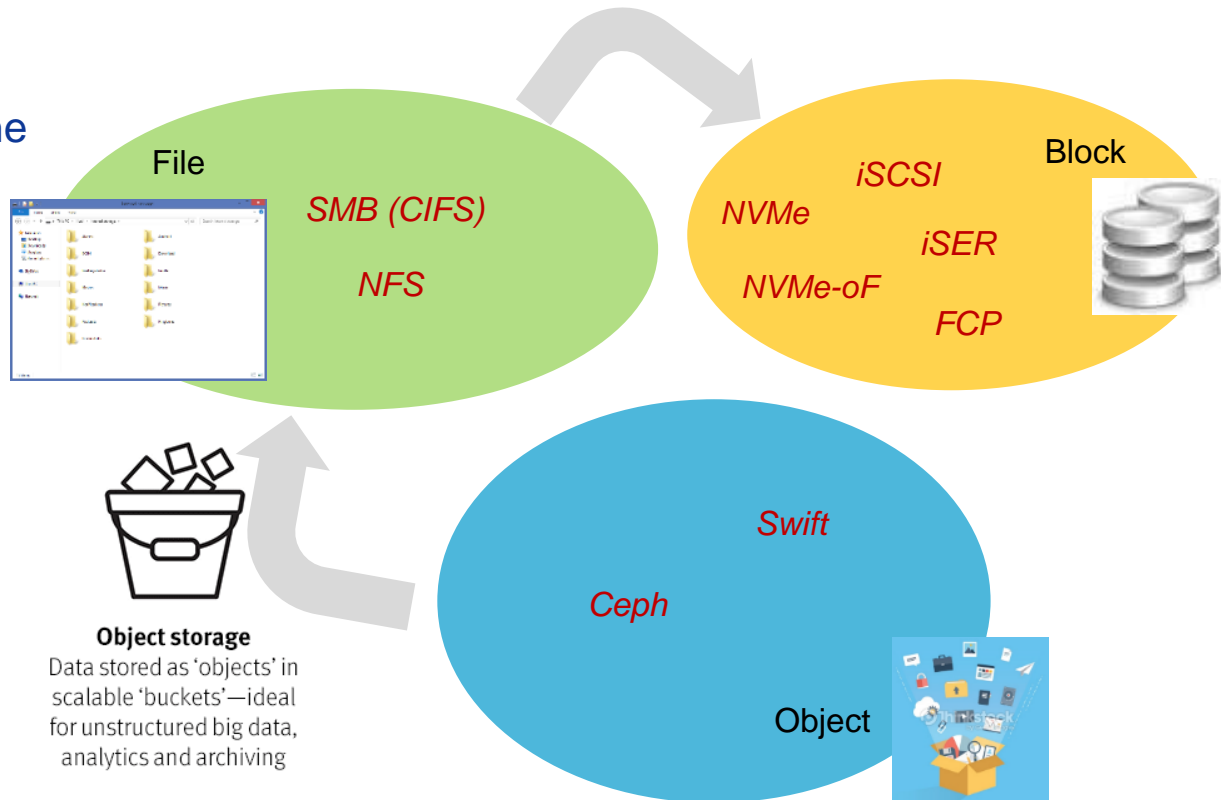 ne
File
SMB (CIFS)
NFS
Block
iSCSI
NVMe
iSER
NVMe-oF
FCP
Object storage
Data stored as ‘objects’ in
scalable ‘buckets’—ideal
for unstructured big data,
analytics and archiving
Swift
Ceph
Object